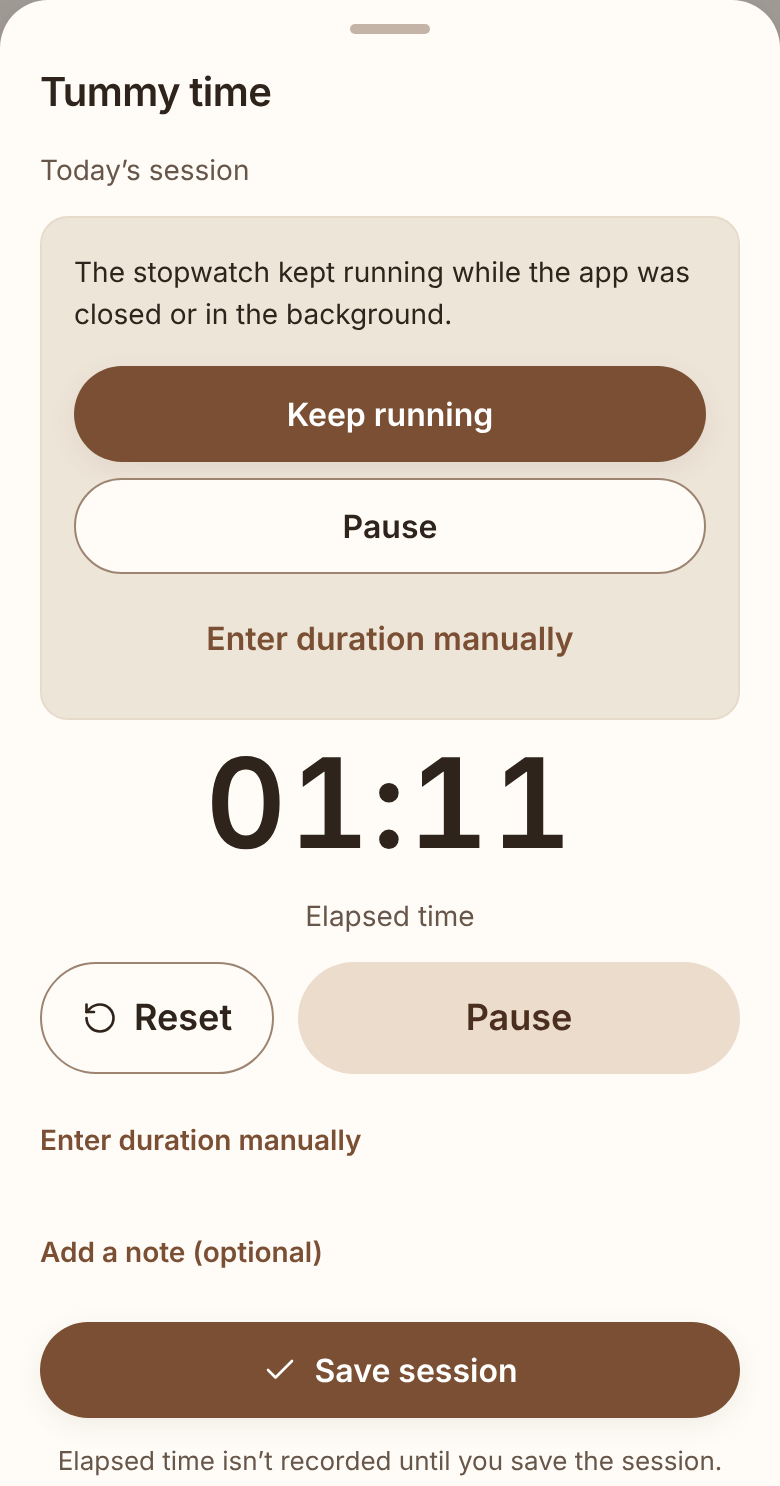 Tummy time
Today’s session
The stopwatch kept running while the app was
closed or in the background.
Keep running
Pause
Enter duration manually
01:11
Elapsed time
Reset
Pause
Enter duration manually
Add a note (optional)
Save session
Elapsed time isn’t recorded until you save the session.